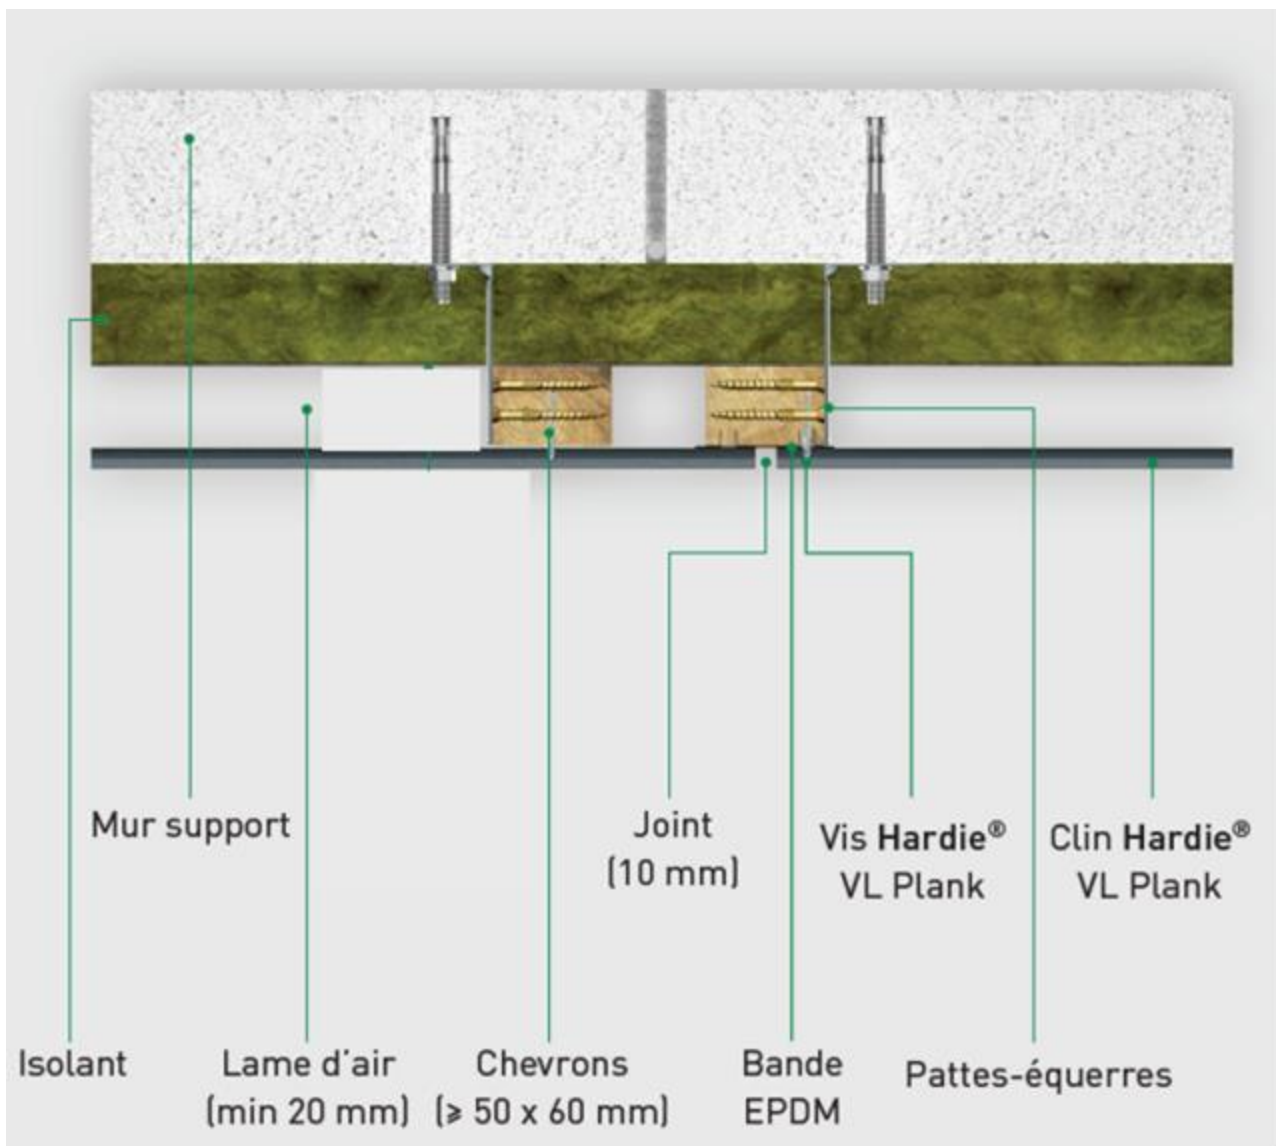 Mur support
Joint
(10 mm)
Vis Hardie®
VL Plank
Clin Hardie®
VL Plank
Isolant
Lame d'air
(min 20 mm)
Chevrons
(⩾ 50 x 60 mm)
Bande
EPDM
Pattes-équerres